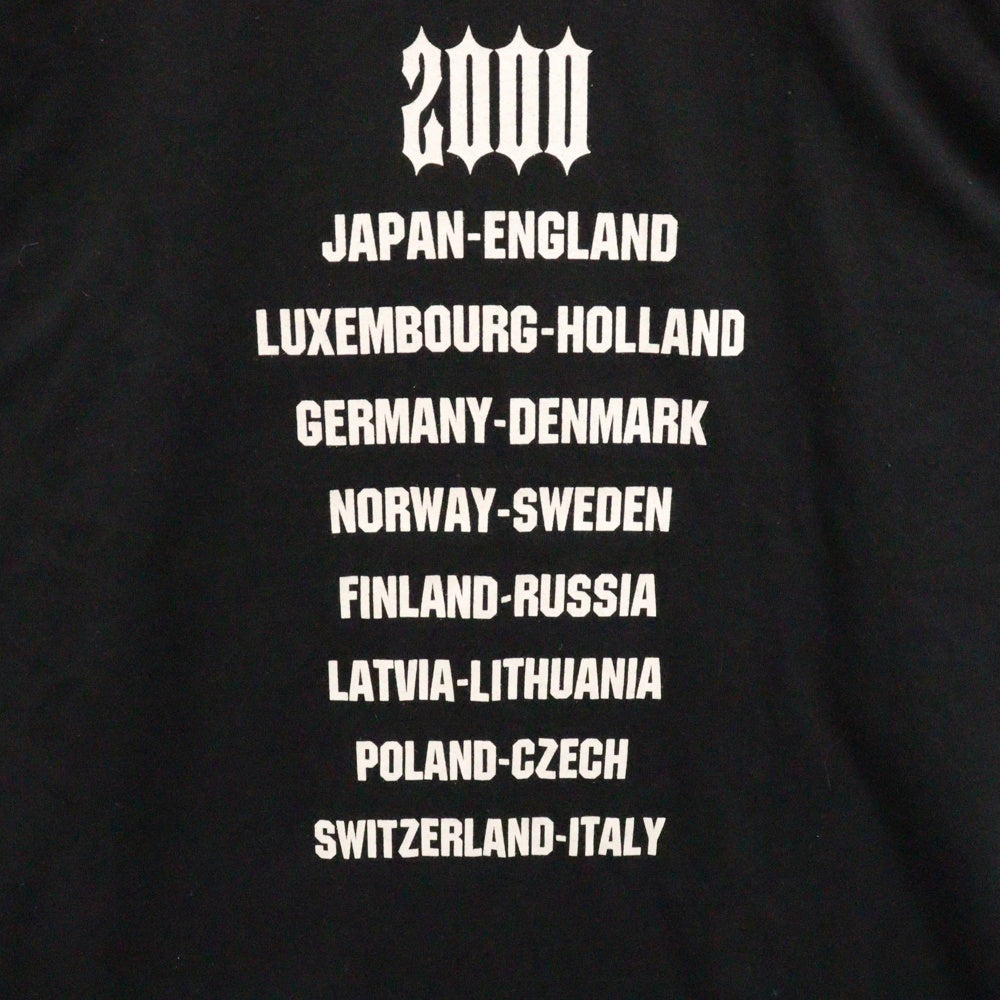 2000
JAPAN-ENGLAND
LUXEMBOURG-HOLLAND
GERMANY-DENMARK
NORWAY-SWEDEN
FINLAND-RUSSIA
LATVIA-LITHUANIA
POLAND-CZECH
SWITZERLAND-ITALY